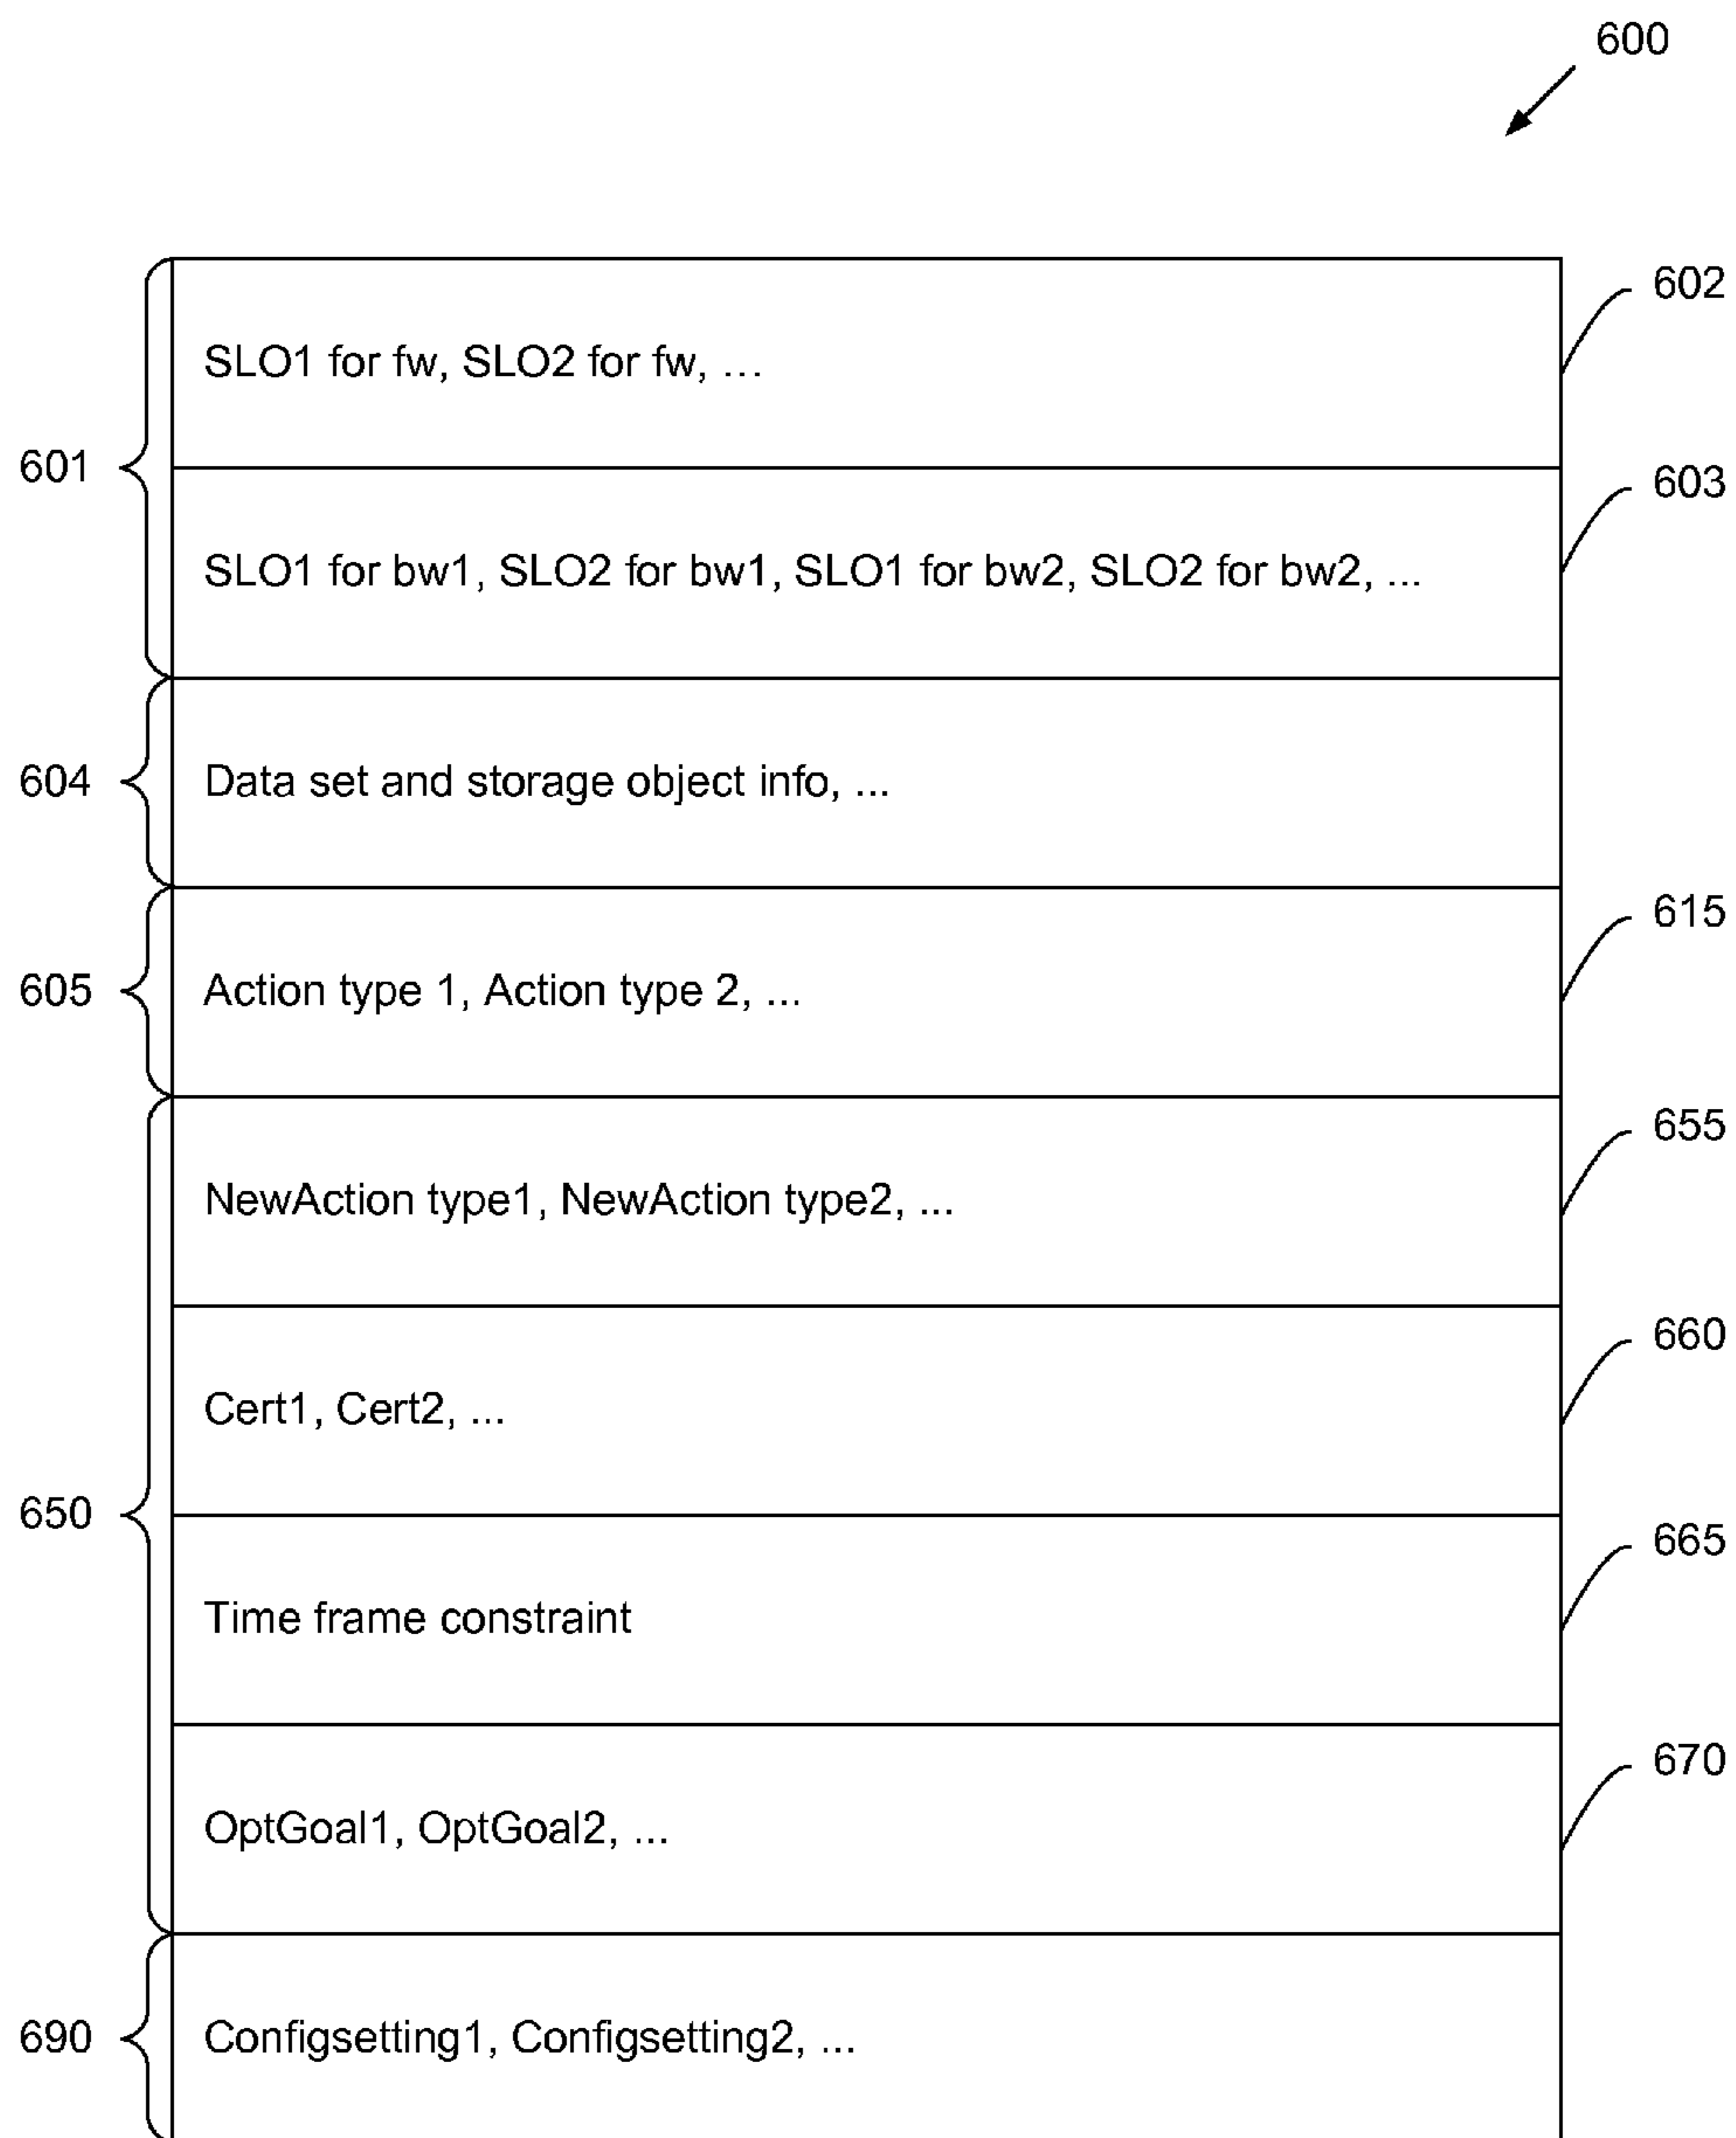 600
602
SLO1 for fw, SLO2 for fw, ...
601
603
SLO1 for bw1, SLO2 for bw1, SLO1 for bw2, SLO2 for bw2, ...
604
Data set and storage object info, ...
615
605
Action type 1, Action type 2, ...
655
NewAction type1, NewAction type2, ...
660
Cert1, Cert2, ...
650
665
Time frame constraint
670
OptGoal1, OptGoal2, ...
690
Configsetting1, Configsetting2, ...